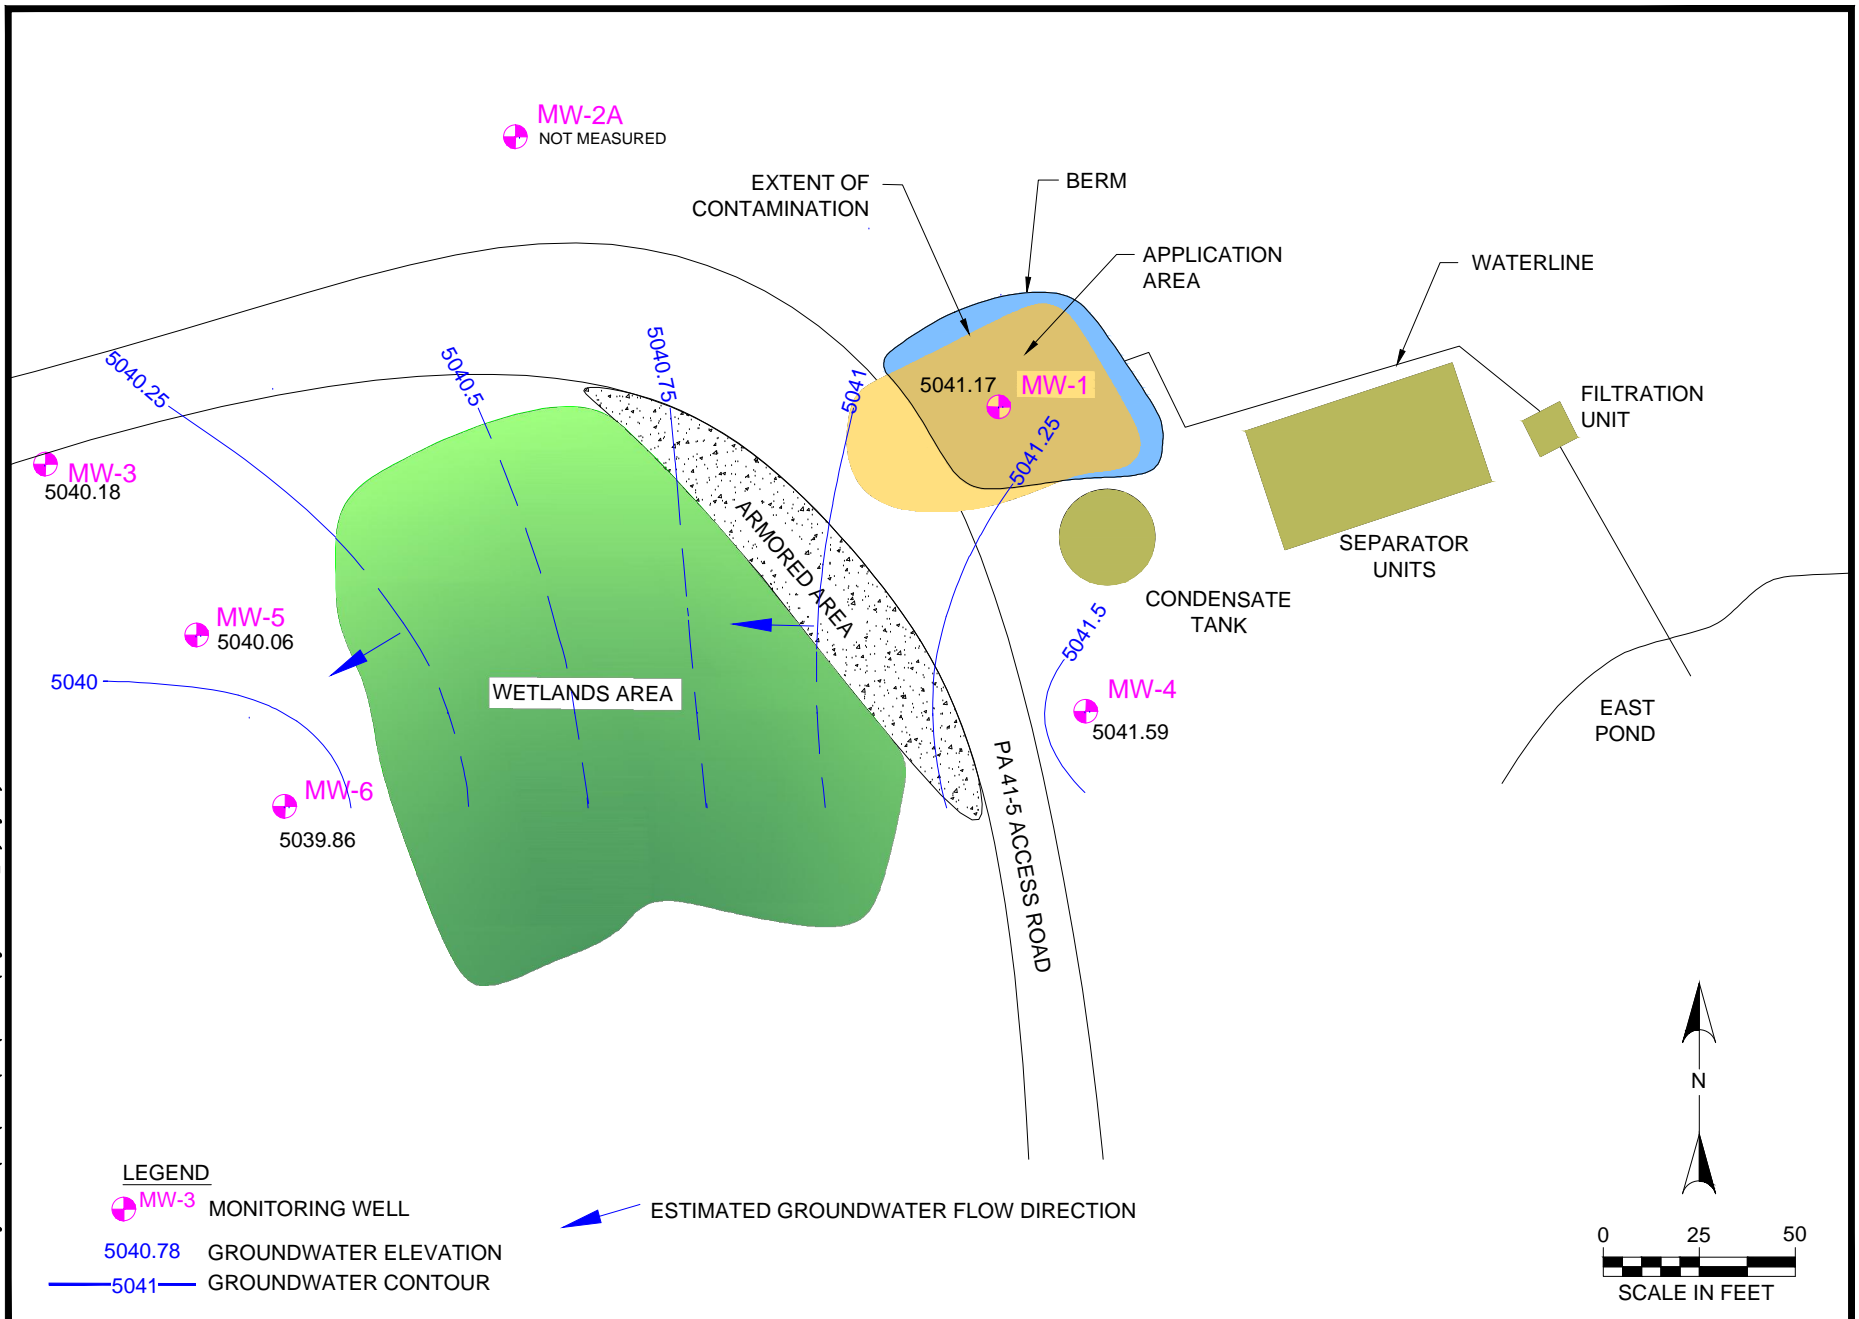 MW-2A
NOT MEASURED
EXTENT OF
CONTAMINATION
BERM
APPLICATION
AREA
WATERLINE
5040.25
5040.5
5040.75
5041
5041.17
MW-1
5041.25
FILTRATION
UNIT
MW-3
5040.18
ARMORED AREA
SEPARATOR
UNITS
CONDENSATE
TANK
MW-5
5040.06
5041.5
5040
WETLANDS AREA
MW-4
5041.59
EAST
POND
MW-6
5039.86
PA 41-5 ACCESS ROAD
N
LEGEND
MW-3 MONITORING WELL
ESTIMATED GROUNDWATER FLOW DIRECTION
5040.78 GROUNDWATER ELEVATION
5041 GROUNDWATER CONTOUR
0 25 50
SCALE IN FEET